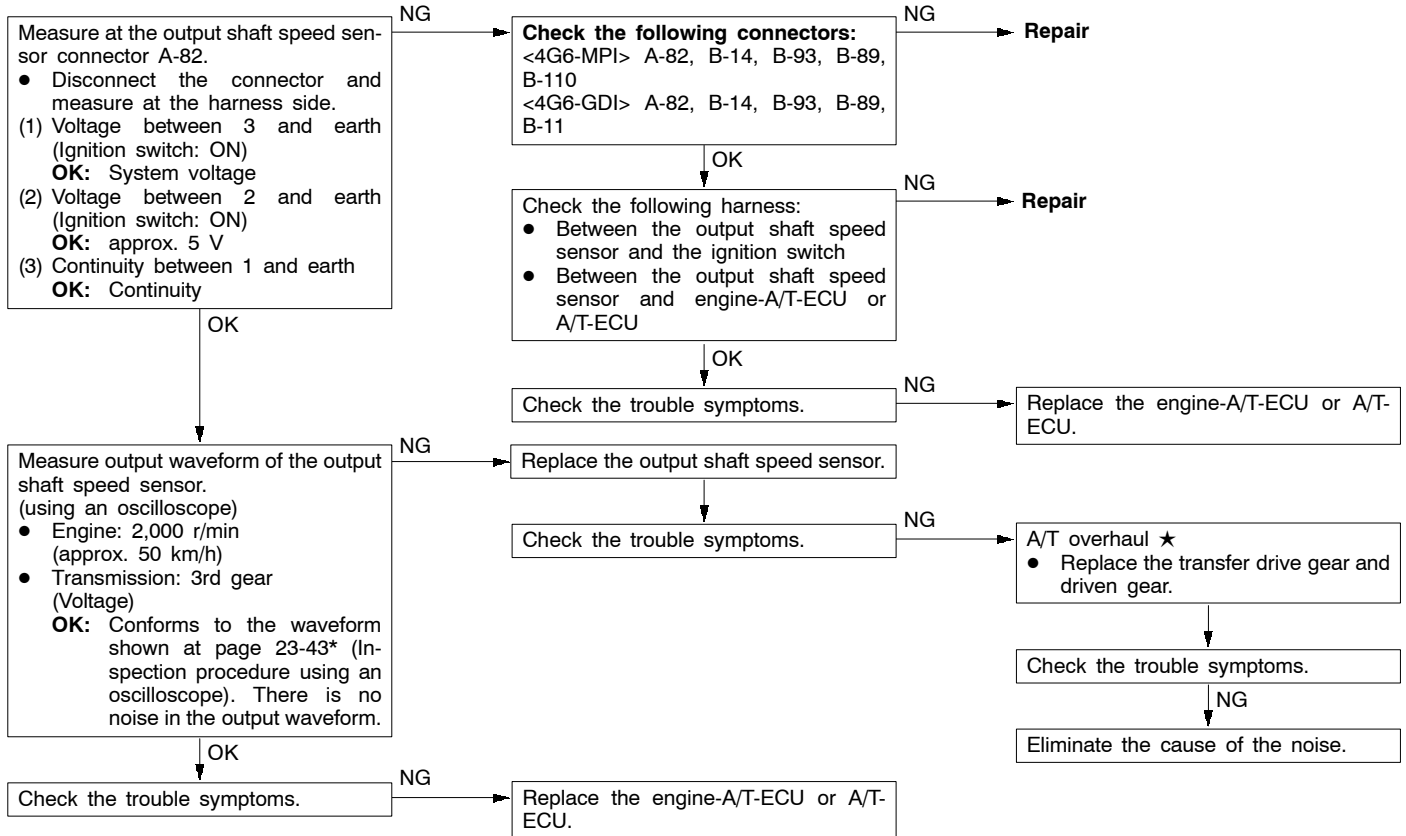 NG
Measure at the output shaft speed sen-
sor connector A-82.
● Disconnect the connector and
measure at the harness side.
(1) Voltage between 3 and earth
(Ignition switch: ON)
OK: System voltage
(2) Voltage between 2 and earth
(Ignition switch: ON)
OK: approx. 5 V
(3) Continuity between 1 and earth
OK: Continuity
OK
Check the following connectors:
<4G6-MPI> A-82, B-14, B-93, B-89,
B-110
<4G6-GDI> A-82, B-14, B-93, B-89,
B-11
NG
Repair
OK
Check the following harness:
● Between the output shaft speed
sensor and the ignition switch
● Between the output shaft speed
sensor and engine-A/T-ECU or
A/T-ECU
NG
Repair
OK
Check the trouble symptoms.
NG
Replace the engine-A/T-ECU or A/T-
ECU.
Measure output waveform of the output
shaft speed sensor.
(using an oscilloscope)
● Engine: 2,000 r/min
(approx. 50 km/h)
● Transmission: 3rd gear
(Voltage)
OK: Conforms to the waveform
shown at page 23-43* (In-
spection procedure using an
oscilloscope). There is no
noise in the output waveform.
NG
Replace the output shaft speed sensor.
Check the trouble symptoms.
NG
A/T overhaul ★
● Replace the transfer drive gear and
driven gear.
Check the trouble symptoms.
NG
Eliminate the cause of the noise.
OK
Check the trouble symptoms.
NG
Replace the engine-A/T-ECU or A/T-
ECU.